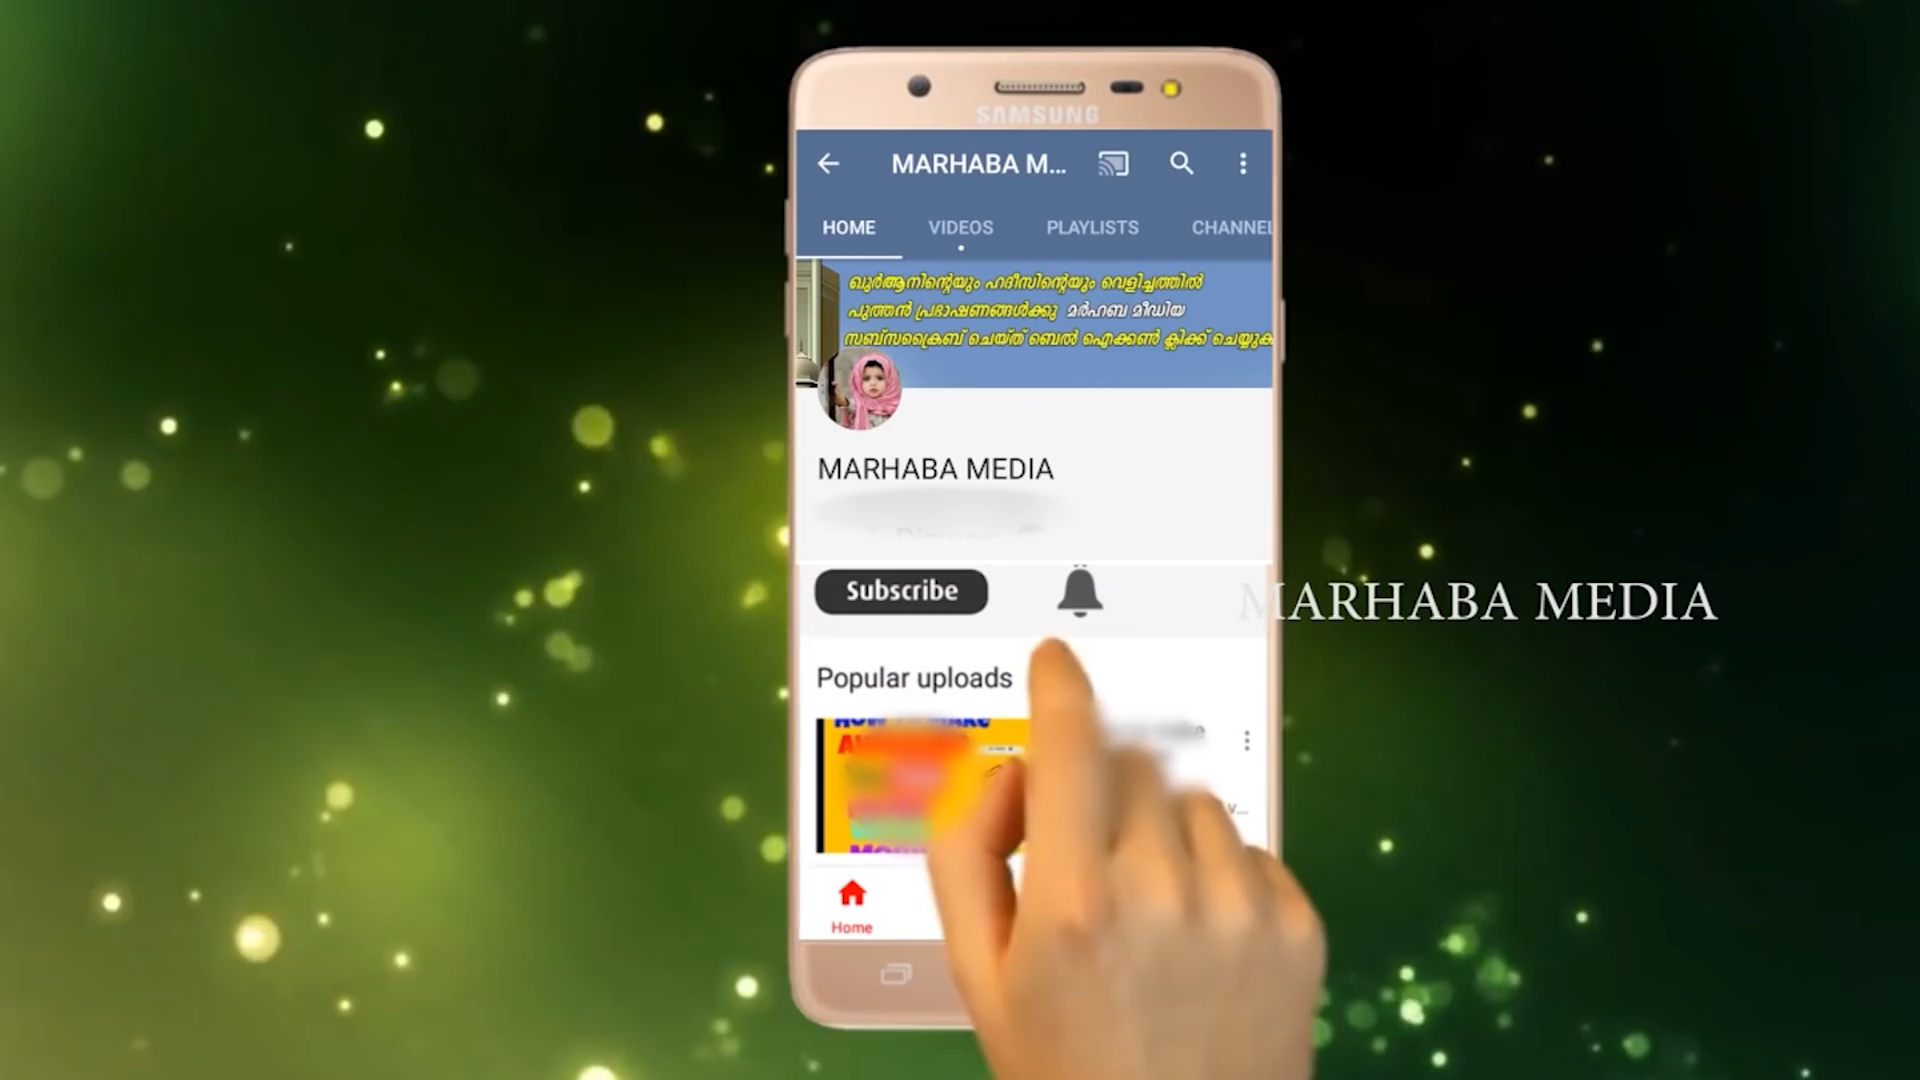 SAMSUNG
MARHABA M...
HOME VIDEOS PLAYLISTS CHANNEL
ഖുർആനിന്റെയും ഹദീസിന്റെയും വെളിച്ചത്തിൽ
പുത്തൻ പ്രഭാഷണങ്ങൾക്കു മർഹബ മീഡിയ
സബ്സക്രൈബ് ചെയ്ത് ബെൽ ഐക്കൺ ക്ലിക്ക് ചെയ്യുക
MARHABA MEDIA
Subscribe
MARHABA MEDIA
Popular uploads
Home